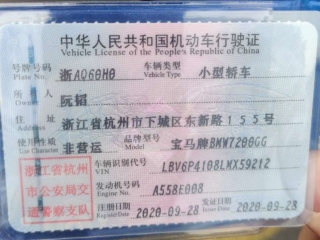 中华人民共和国机动车行驶证
Vehicle License of the People's Republic of China
号牌号码 浙AQ60H0 车辆类型 小型轿车
Plate No. Vehicle Type
所有人 阮韬
Owner
住址 浙江省杭州市下城区东新路155号
Address
使用性质 非营运 品牌型号 宝马牌BMW7200GG
Use Character Model
浙江省杭州 车辆识别代号 LBV6P4108LMX59212
VIN
市公安局交 发动机号码 A558E008
Engine No.
通警察支队 注册日期 2020-09-28 发证日期 2020-09-28
Register Date Issue Date